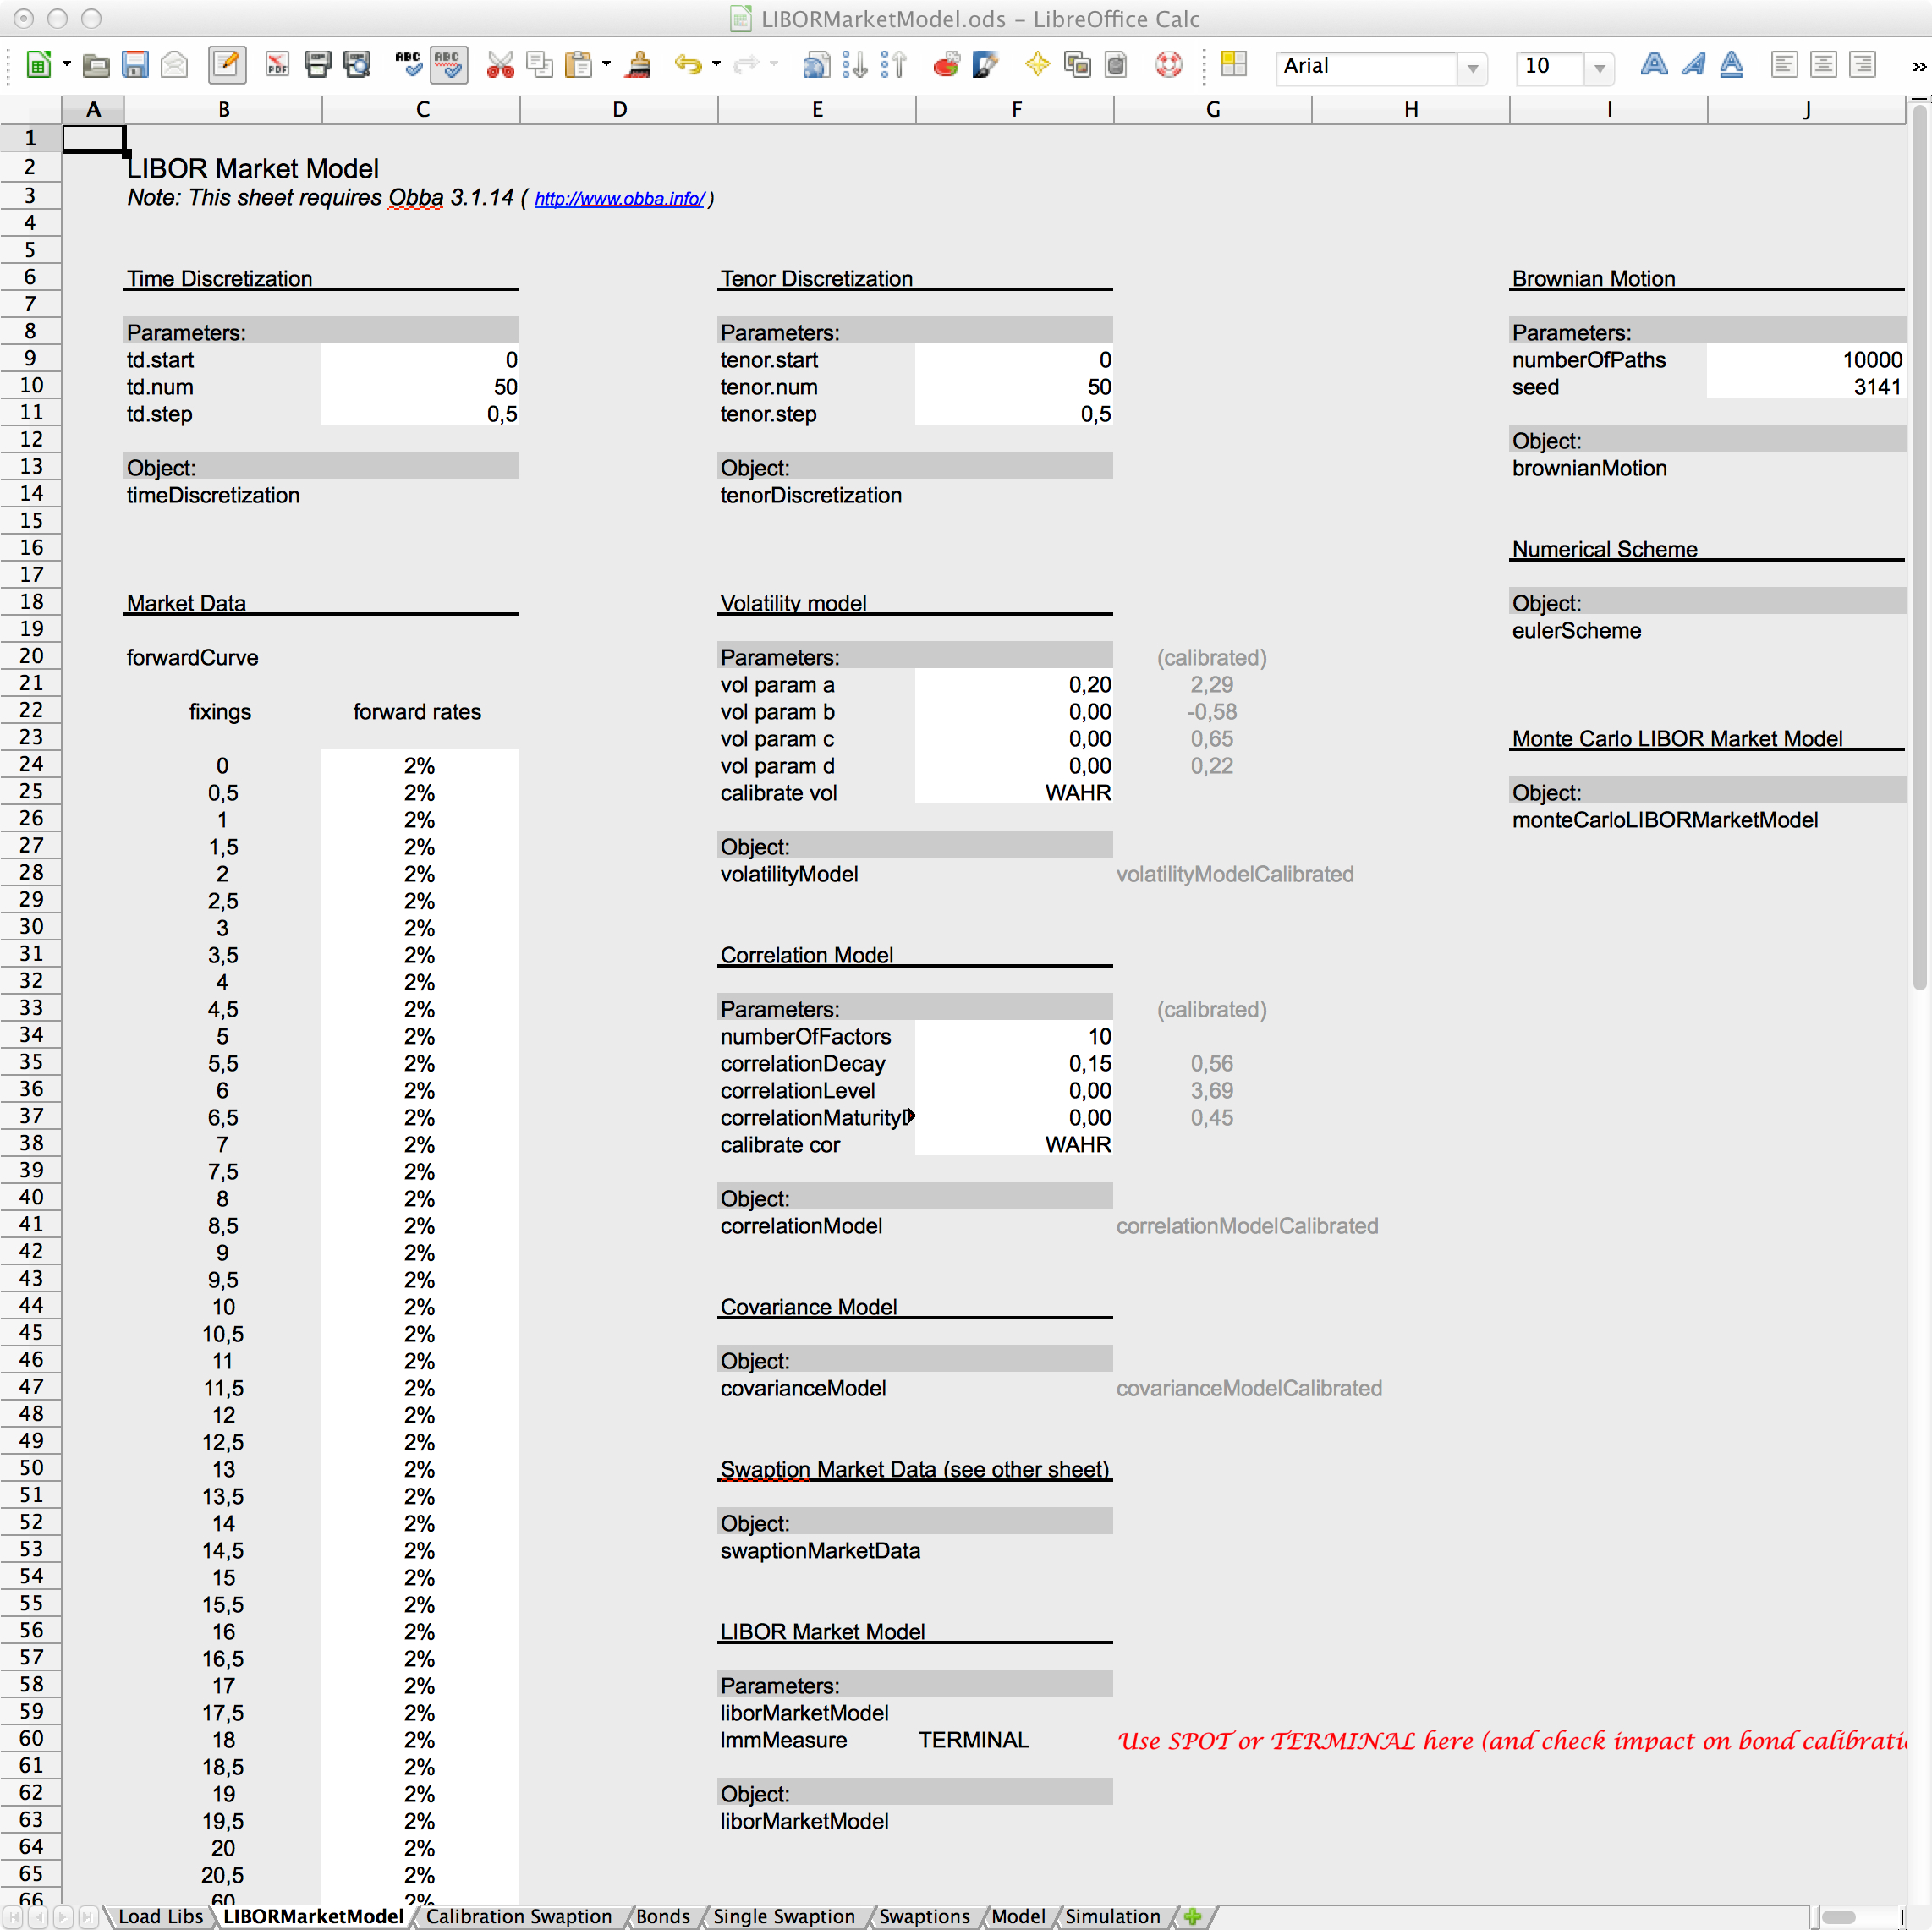 LIBORMarketModel.ods – LibreOffice Calc
PDF ABC ABC Arial 10 A A A »
A B C D E F G H I J
1
2 LIBOR Market Model
3 Note: This sheet requires Obba 3.1.14 ( http://www.obba.info/ )
4
5
6 Time Discretization Tenor Discretization Brownian Motion
7
8 Parameters: Parameters: Parameters:
9 td.start 0 tenor.start 0 numberOfPaths 10000
10 td.num 50 tenor.num 50 seed 3141
11 td.step 0,5 tenor.step 0,5
12 Object:
13 Object: Object: brownianMotion
14 timeDiscretization tenorDiscretization
15
16 Numerical Scheme
17
18 Market Data Volatility model Object:
19 eulerScheme
20 forwardCurve Parameters: (calibrated)
21 vol param a 0,20 2,29
22 fixings forward rates vol param b 0,00 -0,58
23 vol param c 0,00 0,65 Monte Carlo LIBOR Market Model
24 0 2% vol param d 0,00 0,22
25 0,5 2% calibrate vol WAHR Object:
26 1 2% monteCarloLIBORMarketModel
27 1,5 2% Object:
28 2 2% volatilityModel volatilityModelCalibrated
29 2,5 2%
30 3 2%
31 3,5 2% Correlation Model
32 4 2%
33 4,5 2% Parameters: (calibrated)
34 5 2% numberOfFactors 10
35 5,5 2% correlationDecay 0,15 0,56
36 6 2% correlationLevel 0,00 3,69
37 6,5 2% correlationMaturityD 0,00 0,45
38 7 2% calibrate cor WAHR
39 7,5 2%
40 8 2% Object:
41 8,5 2% correlationModel correlationModelCalibrated
42 9 2%
43 9,5 2%
44 10 2% Covariance Model
45 10,5 2%
46 11 2% Object:
47 11,5 2% covarianceModel covarianceModelCalibrated
48 12 2%
49 12,5 2%
50 13 2% Swaption Market Data (see other sheet)
51 13,5 2%
52 14 2% Object:
53 14,5 2% swaptionMarketData
54 15 2%
55 15,5 2%
56 16 2% LIBOR Market Model
57 16,5 2%
58 17 2% Parameters:
59 17,5 2% liborMarketModel
60 18 2% lmmMeasure TERMINAL Use SPOT or TERMINAL here (and check impact on bond calibrati
61 18,5 2%
62 19 2% Object:
63 19,5 2% liborMarketModel
64 20 2%
65 20,5 2%
66 60 2%
Load Libs LIBORMarketModel Calibration Swaption Bonds Single Swaption Swaptions Model Simulation